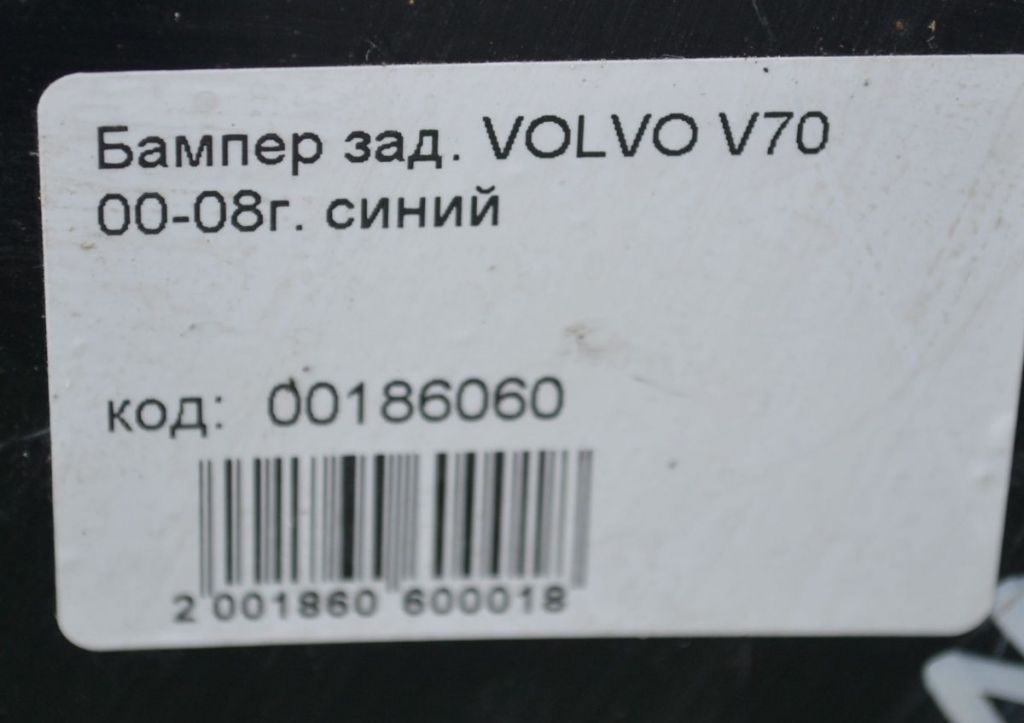 Бампер зад. VOLVO V70
00-08г. синий
код: 00186060
2 001860 600018